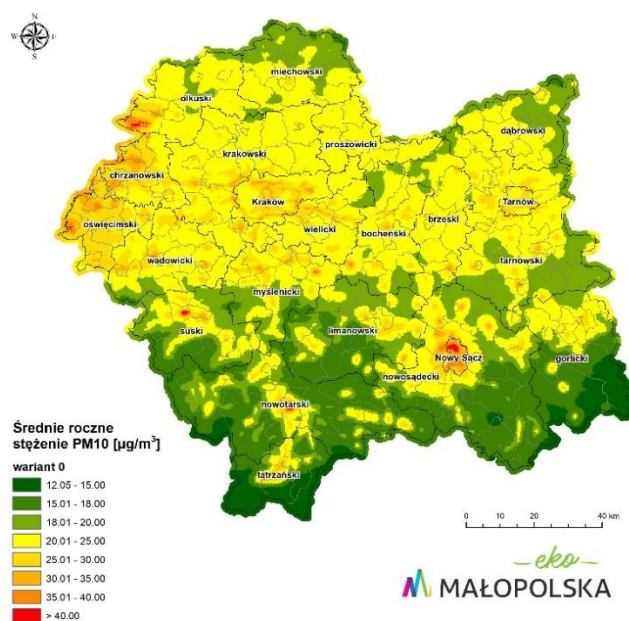 N
W E
S
miechowski
olkuski
dąbrowski
proszowicki
krakowski
chrzanowski
Kraków
Tarnów
oświęcimski
wielicki
bocheński
brzeski
wadowicki
tarnowski
myślenicki
suski
limanowski
Nowy Sącz
gorlicki
nowosądecki
nowotarski
tatrzański
Średnie roczne
stężenie PM10 [µg/m³]
wariant 0
12.05 - 15.00
15.01 - 18.00
18.01 - 20.00
20.01 - 25.00
25.01 - 30.00
30.01 - 35.00
35.01 - 40.00
> 40.00
0 10 20 40 km
eko
MAŁOPOLSKA